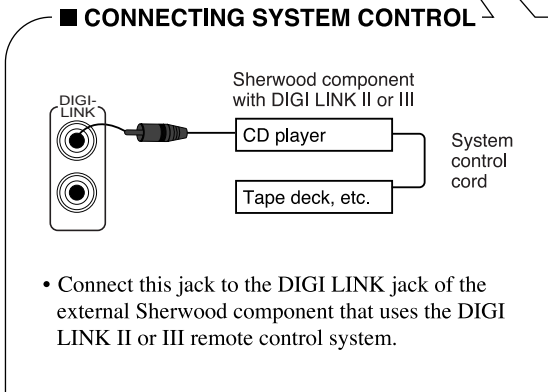 ■ CONNECTING SYSTEM CONTROL
Sherwood component
with DIGI LINK II or III
DIGI-
LINK
CD player
System
control
cord
Tape deck, etc.
• Connect this jack to the DIGI LINK jack of the
external Sherwood component that uses the DIGI
LINK II or III remote control system.